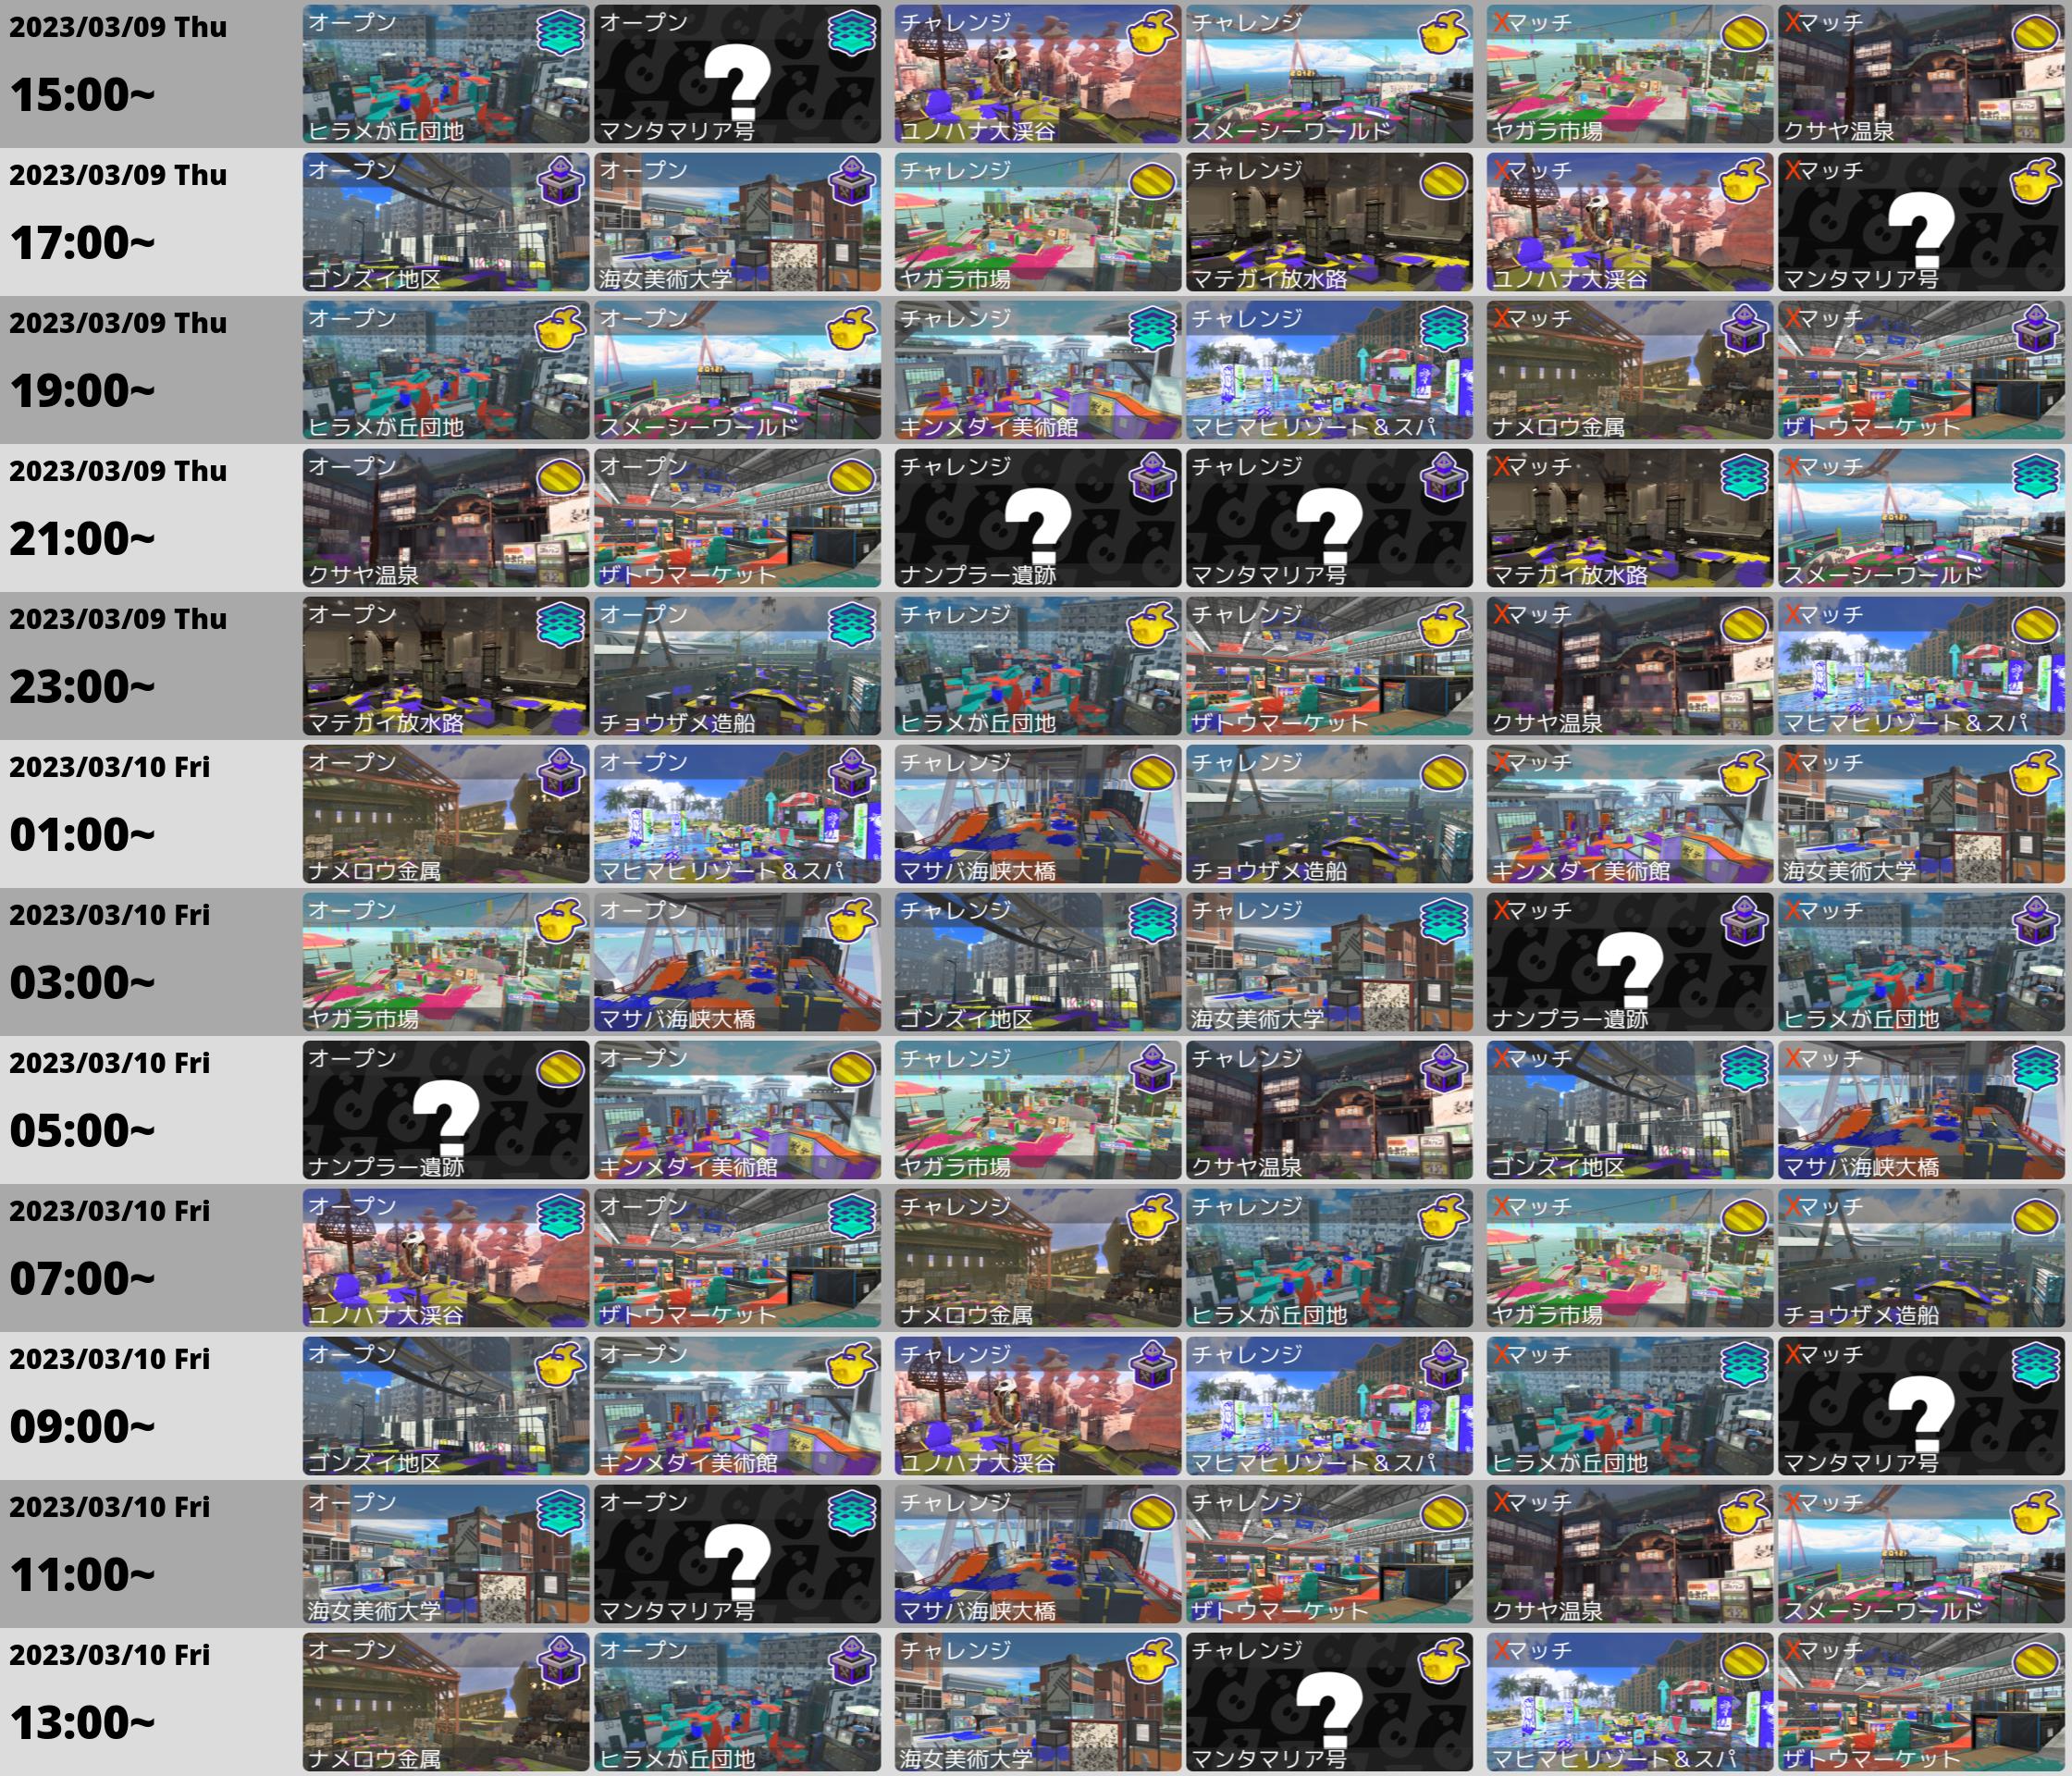 2023/03/09 Thu
15:00~
オープン オープン チャレンジ チャレンジ Xマッチ Xマッチ
ヒラメが丘団地 マンタマリア号 ユノハナ大渓谷 スメーシーワールド ヤガラ市場 クサヤ温泉
2023/03/09 Thu
17:00~
オープン オープン チャレンジ チャレンジ Xマッチ Xマッチ
ゴンズイ地区 海女美術大学 ヤガラ市場 マテガイ放水路 ユノハナ大渓谷 マンタマリア号
2023/03/09 Thu
19:00~
オープン オープン チャレンジ チャレンジ Xマッチ Xマッチ
ヒラメが丘団地 スメーシーワールド キンメダイ美術館 マヒマヒリゾート＆スパ ナメロウ金属 ザトウマーケット
2023/03/09 Thu
21:00~
オープン オープン チャレンジ チャレンジ Xマッチ Xマッチ
クサヤ温泉 ザトウマーケット ナンプラー遺跡 マンタマリア号 マテガイ放水路 スメーシーワールド
2023/03/09 Thu
23:00~
オープン オープン チャレンジ チャレンジ Xマッチ Xマッチ
マテガイ放水路 チョウザメ造船 ヒラメが丘団地 ザトウマーケット クサヤ温泉 マヒマヒリゾート＆スパ
2023/03/10 Fri
01:00~
オープン オープン チャレンジ チャレンジ Xマッチ Xマッチ
ナメロウ金属 マヒマヒリゾート＆スパ マサバ海峡大橋 チョウザメ造船 キンメダイ美術館 海女美術大学
2023/03/10 Fri
03:00~
オープン オープン チャレンジ チャレンジ Xマッチ Xマッチ
ヤガラ市場 マサバ海峡大橋 ゴンズイ地区 海女美術大学 ナンプラー遺跡 ヒラメが丘団地
2023/03/10 Fri
05:00~
オープン オープン チャレンジ チャレンジ Xマッチ Xマッチ
ナンプラー遺跡 キンメダイ美術館 ヤガラ市場 クサヤ温泉 ゴンズイ地区 マサバ海峡大橋
2023/03/10 Fri
07:00~
オープン オープン チャレンジ チャレンジ Xマッチ Xマッチ
ユノハナ大渓谷 ザトウマーケット ナメロウ金属 ヒラメが丘団地 ヤガラ市場 チョウザメ造船
2023/03/10 Fri
09:00~
オープン オープン チャレンジ チャレンジ Xマッチ Xマッチ
ゴンズイ地区 キンメダイ美術館 ユノハナ大渓谷 マヒマヒリゾート＆スパ ヒラメが丘団地 マンタマリア号
2023/03/10 Fri
11:00~
オープン オープン チャレンジ チャレンジ Xマッチ Xマッチ
海女美術大学 マンタマリア号 マサバ海峡大橋 ザトウマーケット クサヤ温泉 スメーシーワールド
2023/03/10 Fri
13:00~
オープン オープン チャレンジ チャレンジ Xマッチ Xマッチ
ナメロウ金属 ヒラメが丘団地 海女美術大学 マンタマリア号 マヒマヒリゾート＆スパ ザトウマーケット